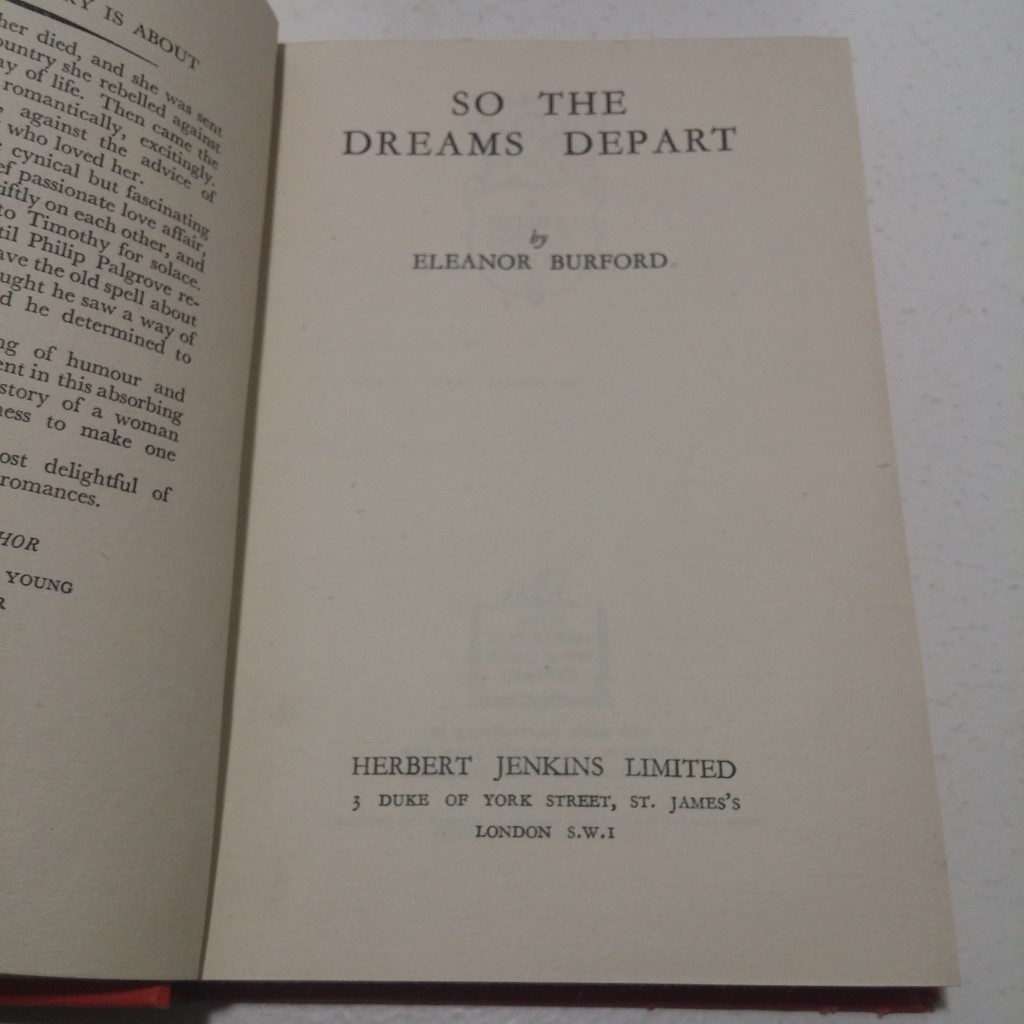 RY IS ABOUT
her died, and she was sent
ountry she rebelled against
ay of life. Then came the
romantically, excitingly.
against the advice of
who loved her.
cynical but fascinating
ef passionate love affair,
iftly on each other, and
to Timothy for solace.
til Philip Palgrove re-
ave the old spell about
ught he saw a way of
d he determined to
ng of humour and
ent in this absorbing
story of a woman
ness to make one
ost delightful of
romances.
HOR
YOUNG
R
SO THE
DREAMS DEPART
by
ELEANOR BURFORD
HERBERT JENKINS LIMITED
3 DUKE OF YORK STREET, ST. JAMES'S
LONDON S.W.1